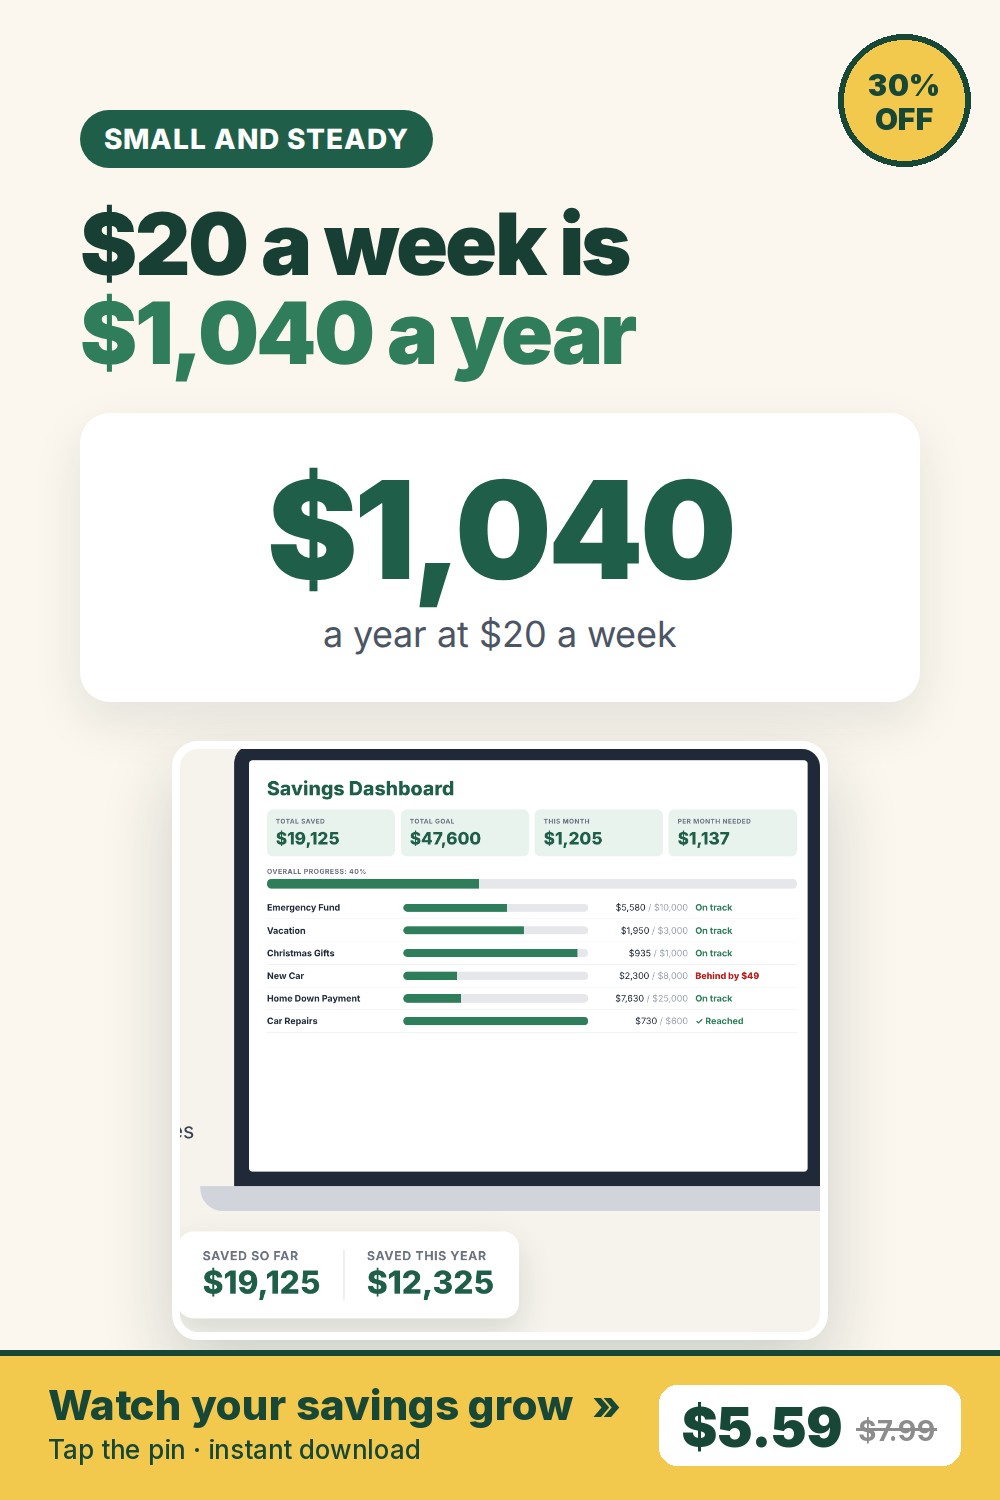 30%
OFF
SMALL AND STEADY
$20 a week is
$1,040 a year
$1,040
a year at $20 a week
Savings Dashboard
TOTAL SAVED
$19,125
TOTAL GOAL
$47,600
THIS MONTH
$1,205
PER MONTH NEEDED
$1,137
OVERALL PROGRESS: 40%
Emergency Fund $5,580 / $10,000 On track
Vacation $1,950 / $3,000 On track
Christmas Gifts $935 / $1,000 On track
New Car $2,300 / $8,000 Behind by $49
Home Down Payment $7,630 / $25,000 On track
Car Repairs $730 / $600 ✓ Reached
SAVED SO FAR
$19,125
SAVED THIS YEAR
$12,325
Watch your savings grow »
Tap the pin · instant download
$5.59 $7.99